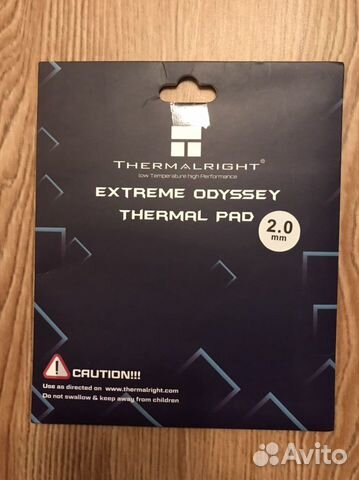 THERMALRIGHT®
low Temperature high Performance
EXTREME ODYSSEY
THERMAL PAD
2.0
mm
CAUTION!!!
Use as directed on www.thermalright.com
Do not swallow & keep away from children
Avito